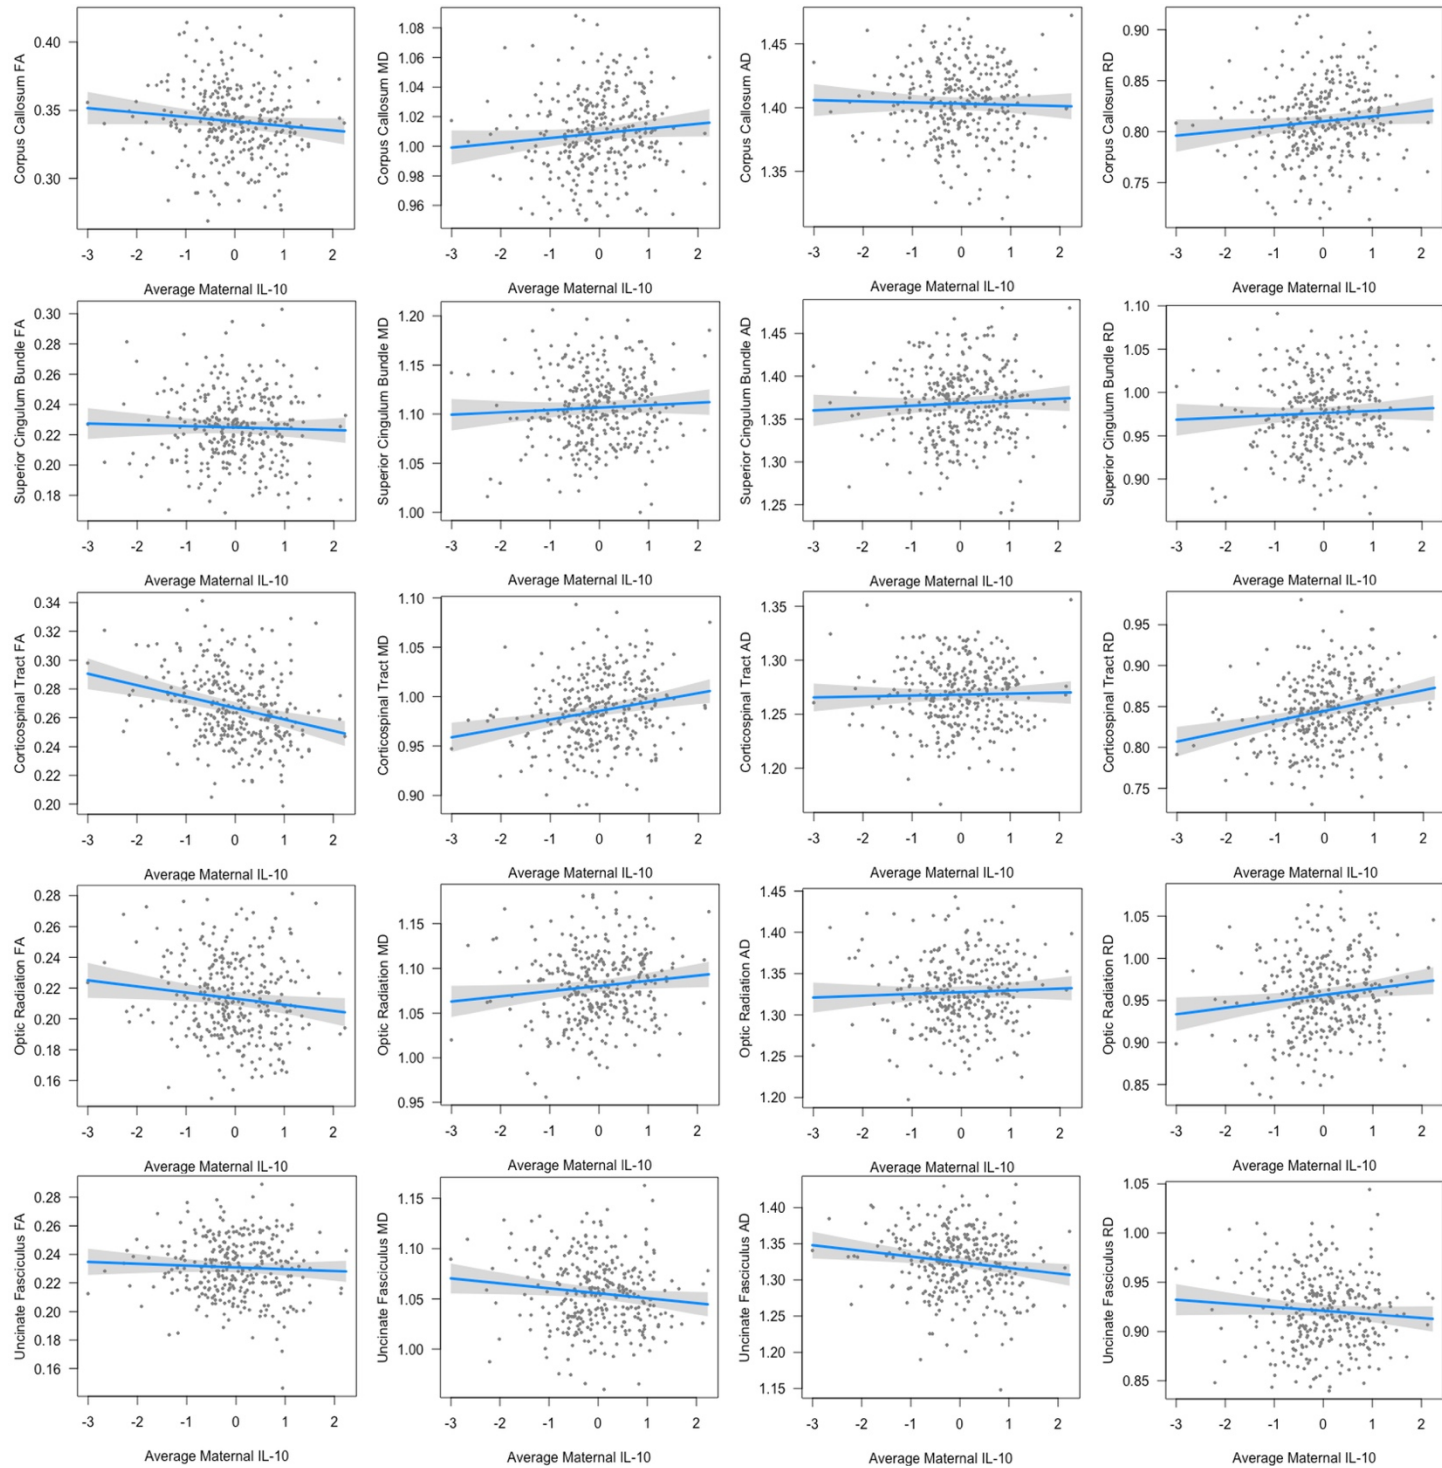 Corpus Callosum FA
0.40
0.35
0.30
-3 -2 -1 0 1 2
Average Maternal IL-10
Corpus Callosum MD
1.08
1.06
1.04
1.02
1.00
0.98
0.96
-3 -2 -1 0 1 2
Average Maternal IL-10
Corpus Callosum AD
1.45
1.40
1.35
-3 -2 -1 0 1 2
Average Maternal IL-10
Corpus Callosum RD
0.90
0.85
0.80
0.75
-3 -2 -1 0 1 2
Average Maternal IL-10
Superior Cingulum Bundle FA
0.30
0.28
0.26
0.24
0.22
0.20
0.18
-3 -2 -1 0 1 2
Average Maternal IL-10
Superior Cingulum Bundle MD
1.20
1.15
1.10
1.05
1.00
-3 -2 -1 0 1 2
Average Maternal IL-10
Superior Cingulum Bundle AD
1.45
1.40
1.35
1.30
1.25
-3 -2 -1 0 1 2
Average Maternal IL-10
Superior Cingulum Bundle RD
1.10
1.05
1.00
0.95
0.90
-3 -2 -1 0 1 2
Average Maternal IL-10
Corticospinal Tract FA
0.34
0.32
0.30
0.28
0.26
0.24
0.22
0.20
-3 -2 -1 0 1 2
Average Maternal IL-10
Corticospinal Tract MD
1.10
1.05
1.00
0.95
0.90
-3 -2 -1 0 1 2
Average Maternal IL-10
Corticospinal Tract AD
1.35
1.30
1.25
1.20
-3 -2 -1 0 1 2
Average Maternal IL-10
Corticospinal Tract RD
0.95
0.90
0.85
0.80
0.75
-3 -2 -1 0 1 2
Average Maternal IL-10
Optic Radiation FA
0.28
0.26
0.24
0.22
0.20
0.18
0.16
-3 -2 -1 0 1 2
Average Maternal IL-10
Optic Radiation MD
1.15
1.10
1.05
1.00
0.95
-3 -2 -1 0 1 2
Average Maternal IL-10
Optic Radiation AD
1.45
1.40
1.35
1.30
1.25
1.20
-3 -2 -1 0 1 2
Average Maternal IL-10
Optic Radiation RD
1.05
1.00
0.95
0.90
0.85
-3 -2 -1 0 1 2
Average Maternal IL-10
Uncinate Fasciculus FA
0.28
0.26
0.24
0.22
0.20
0.18
0.16
-3 -2 -1 0 1 2
Average Maternal IL-10
Uncinate Fasciculus MD
1.15
1.10
1.05
1.00
-3 -2 -1 0 1 2
Average Maternal IL-10
Uncinate Fasciculus AD
1.40
1.35
1.30
1.25
1.20
1.15
-3 -2 -1 0 1 2
Average Maternal IL-10
Uncinate Fasciculus RD
1.05
1.00
0.95
0.90
0.85
-3 -2 -1 0 1 2
Average Maternal IL-10